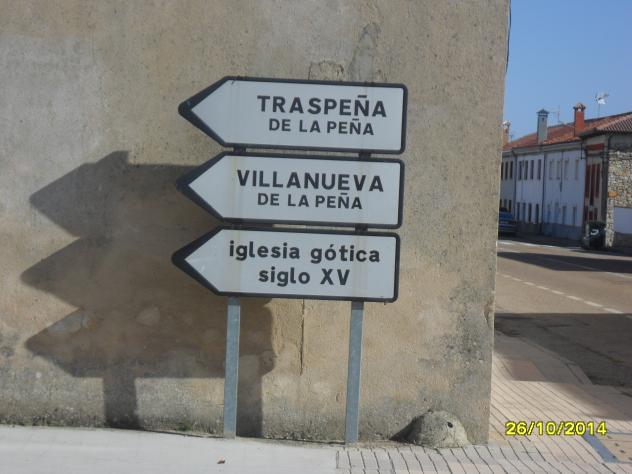 TRASPEÑA
DE LA PEÑA
VILLANUEVA
DE LA PEÑA
iglesia gótica
siglo XV
26/10/2014